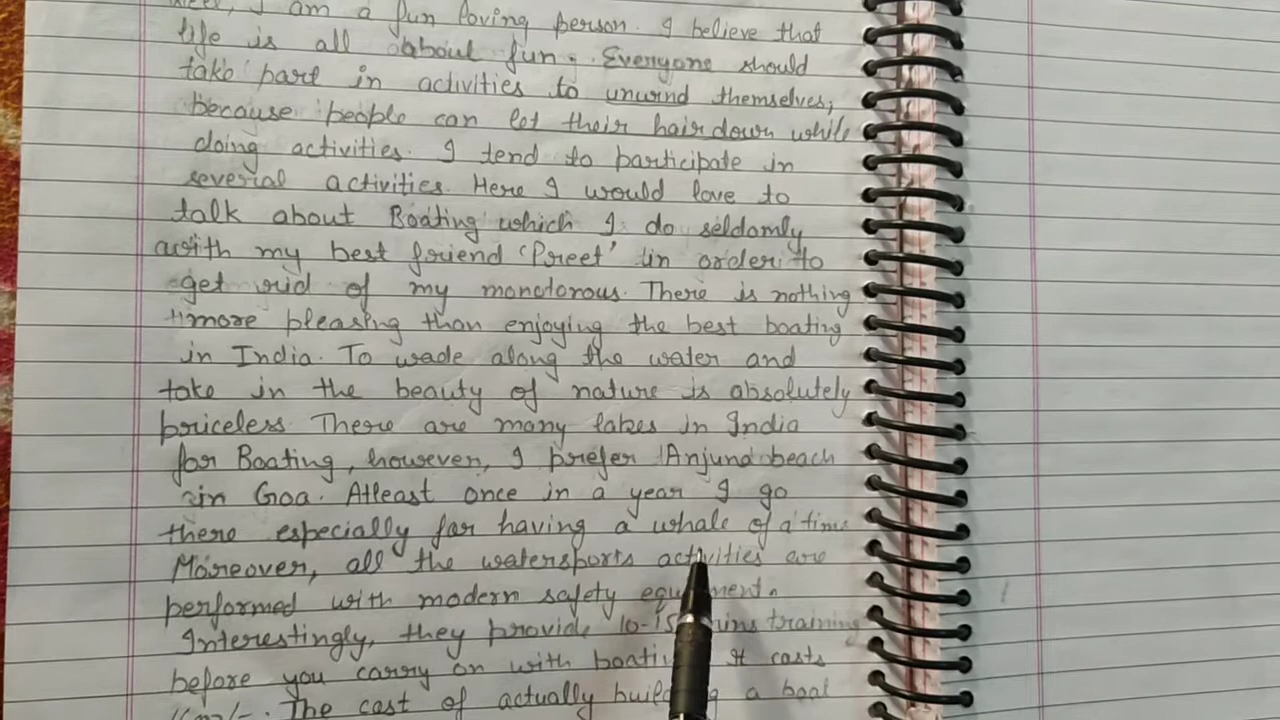 Well, I am a fun loving person. I believe that
life is all about fun. Everyone should
take part in activities to unwind themselves,
because people can let their hair down while
doing activities. I tend to participate in
several activities. Here I would love to
talk about Boating which I do seldomly
with my best friend 'Preet' in order to
get rid of my monotorous. There is nothing
more pleasing than enjoying the best boating
in India. To wade along the water and
take in the beauty of nature is absolutely
priceless. There are many lakes in India
for Boating, however, I prefer Anjuna beach
in Goa. Atleast once in a year I go
there especially for having a whale of a time
Moreover, all the watersports activities are
performed with modern safety equipment.
Interestingly, they provide 10-15 mins training
before you carry on with boating. It costs
The cost of actually building a boat